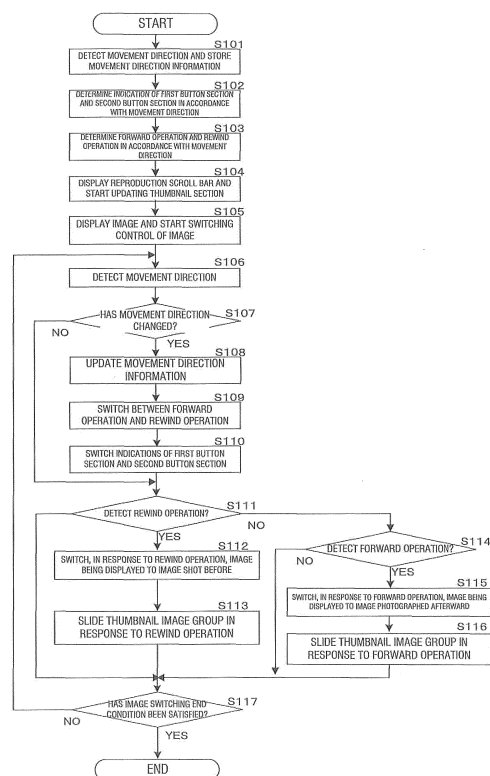 START
S101
DETECT MOVEMENT DIRECTION AND STORE
MOVEMENT DIRECTION INFORMATION
S102
DETERMINE INDICATION OF FIRST BUTTON SECTION
AND SECOND BUTTON SECTION IN ACCORDANCE
WITH MOVEMENT DIRECTION
S103
DETERMINE FORWARD OPERATION AND REWIND
OPERATION IN ACCORDANCE WITH MOVEMENT
DIRECTION
S104
DISPLAY REPRODUCTION SCROLL BAR AND
START UPDATING THUMBNAIL SECTION
S105
DISPLAY IMAGE AND START SWITCHING
CONTROL OF IMAGE
S106
DETECT MOVEMENT DIRECTION
S107
HAS MOVEMENT DIRECTION
CHANGED?
NO
YES
S108
UPDATE MOVEMENT DIRECTION
INFORMATION
S109
SWITCH BETWEEN FORWARD
OPERATION AND REWIND OPERATION
S110
SWITCH INDICATIONS OF FIRST BUTTON
SECTION AND SECOND BUTTON SECTION
S111
DETECT REWIND OPERATION?
NO
YES
S112
SWITCH, IN RESPONSE TO REWIND OPERATION, IMAGE
BEING DISPLAYED TO IMAGE SHOT BEFORE
S113
SLIDE THUMBNAIL IMAGE GROUP IN
RESPONSE TO REWIND OPERATION
S114
DETECT FORWARD OPERATION?
NO
YES
S115
SWITCH, IN RESPONSE TO FORWARD OPERATION, IMAGE BEING
DISPLAYED TO IMAGE PHOTOGRAPHED AFTERWARD
S116
SLIDE THUMBNAIL IMAGE GROUP IN
RESPONSE TO FORWARD OPERATION
S117
HAS IMAGE SWITCHING END
CONDITION BEEN SATISFIED?
NO
YES
END